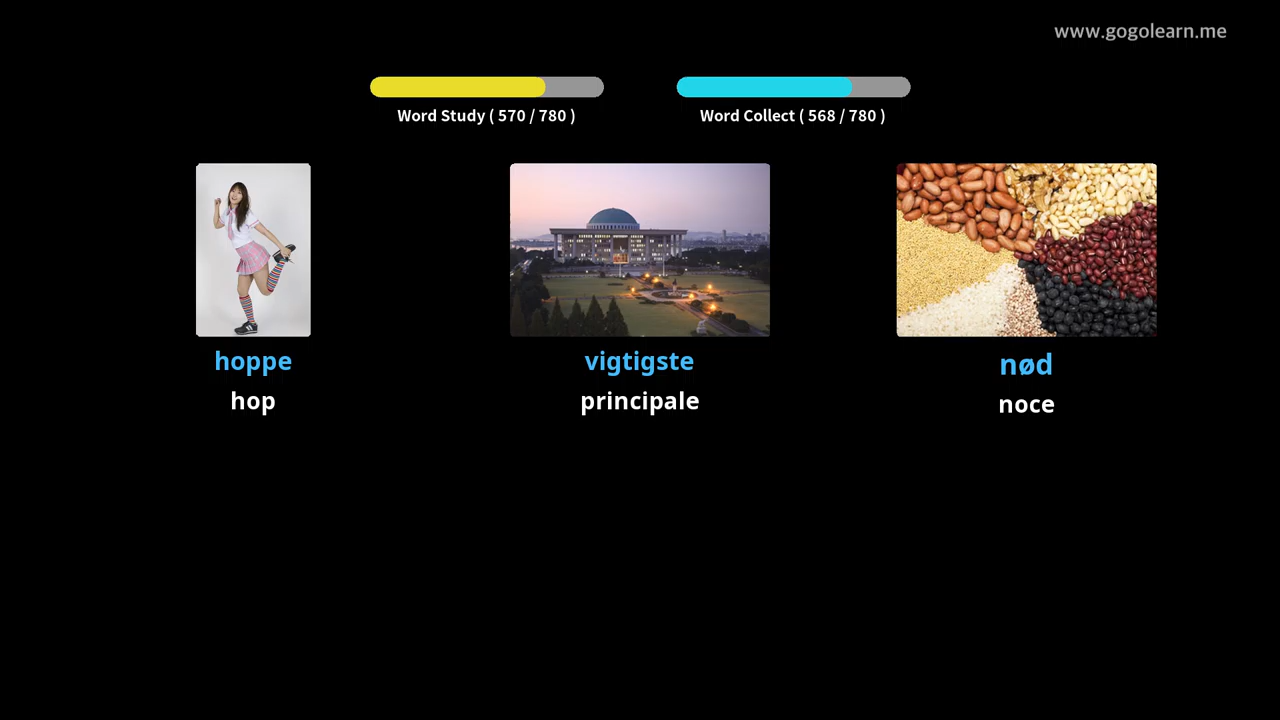 www.gogolearn.me
Word Study ( 570 / 780 )
Word Collect ( 568 / 780 )
hoppe
hop
vigtigste
principale
nød
noce